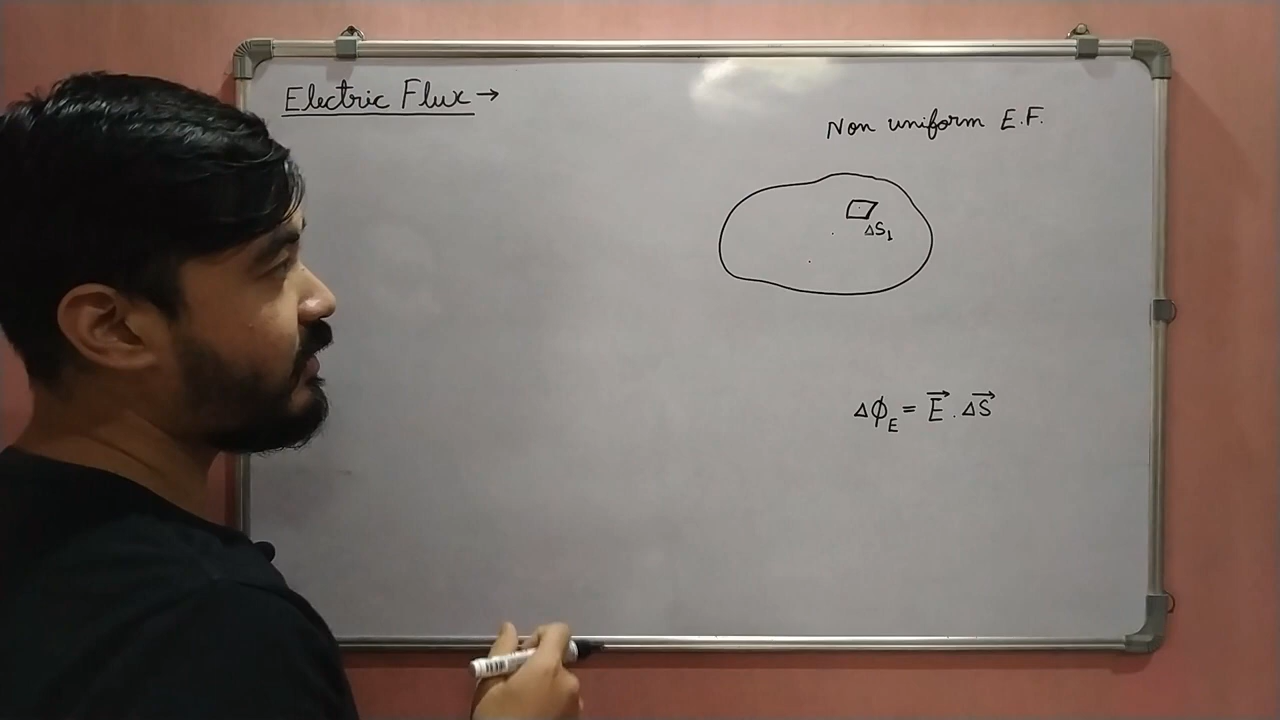 Electric Flux →
Non uniform E.F.
ΔS₁
Δϕ_E = E⃗ . ΔS⃗